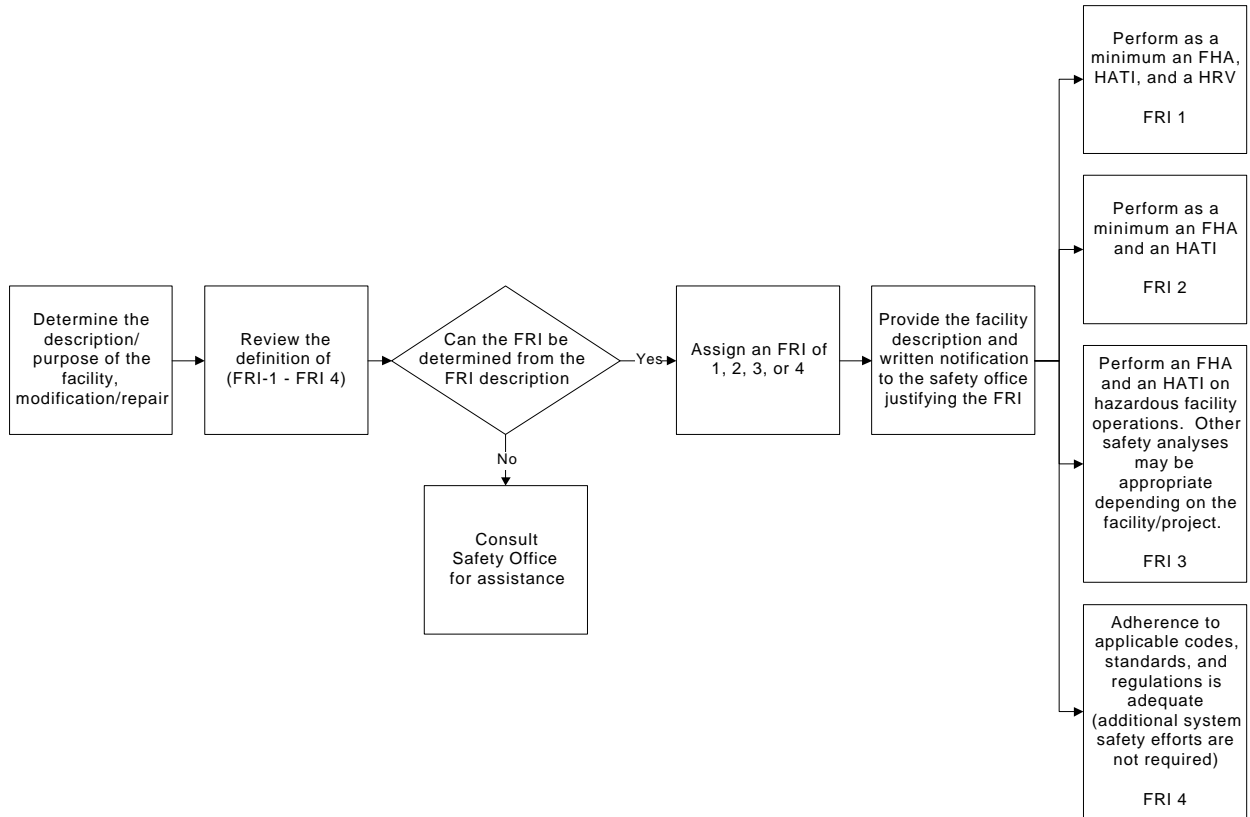 Determine the
description/
purpose of the
facility,
modification/repair
Review the
definition of
(FRI-1 - FRI 4)
Can the FRI be
determined from the
FRI description
Yes
No
Consult
Safety Office
for assistance
Assign an FRI of
1, 2, 3, or 4
Provide the facility
description and
written notification
to the safety office
justifying the FRI
Perform as a
minimum an FHA,
HATI, and a HRV
FRI 1
Perform as a
minimum an FHA
and an HATI
FRI 2
Perform an FHA
and an HATI on
hazardous facility
operations.  Other
safety analyses
may be
appropriate
depending on the
facility/project.
FRI 3
Adherence to
applicable codes,
standards, and
regulations is
adequate
(additional system
safety efforts are
not required)
FRI 4